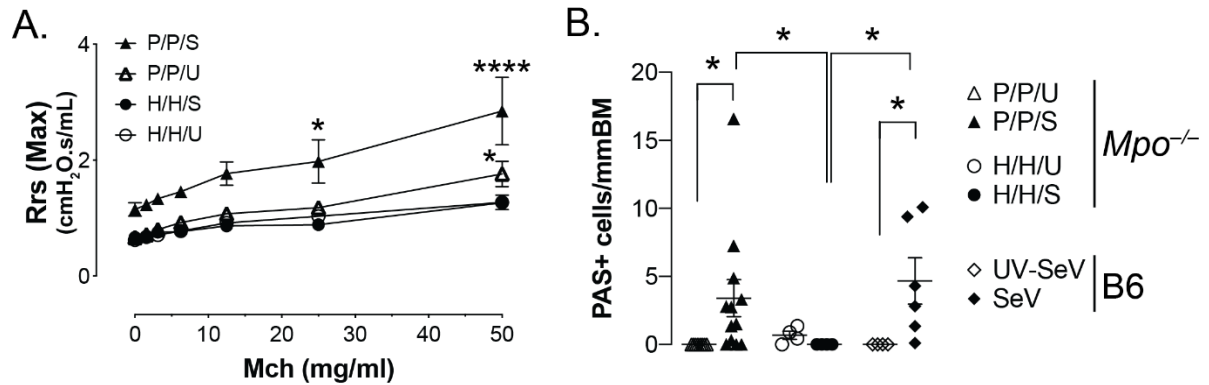 A.
P/P/S
P/P/U
H/H/S
H/H/U
4
2
0
Rrs (Max)
(cmH2O.s/mL)
*
****
*
0
10
20
30
40
50
Mch (mg/ml)
B.
20
15
10
5
0
PAS+ cells/mmBM
*
*
*
*
P/P/U
P/P/S
H/H/U
H/H/S
Mpo–/–
UV-SeV
SeV
B6